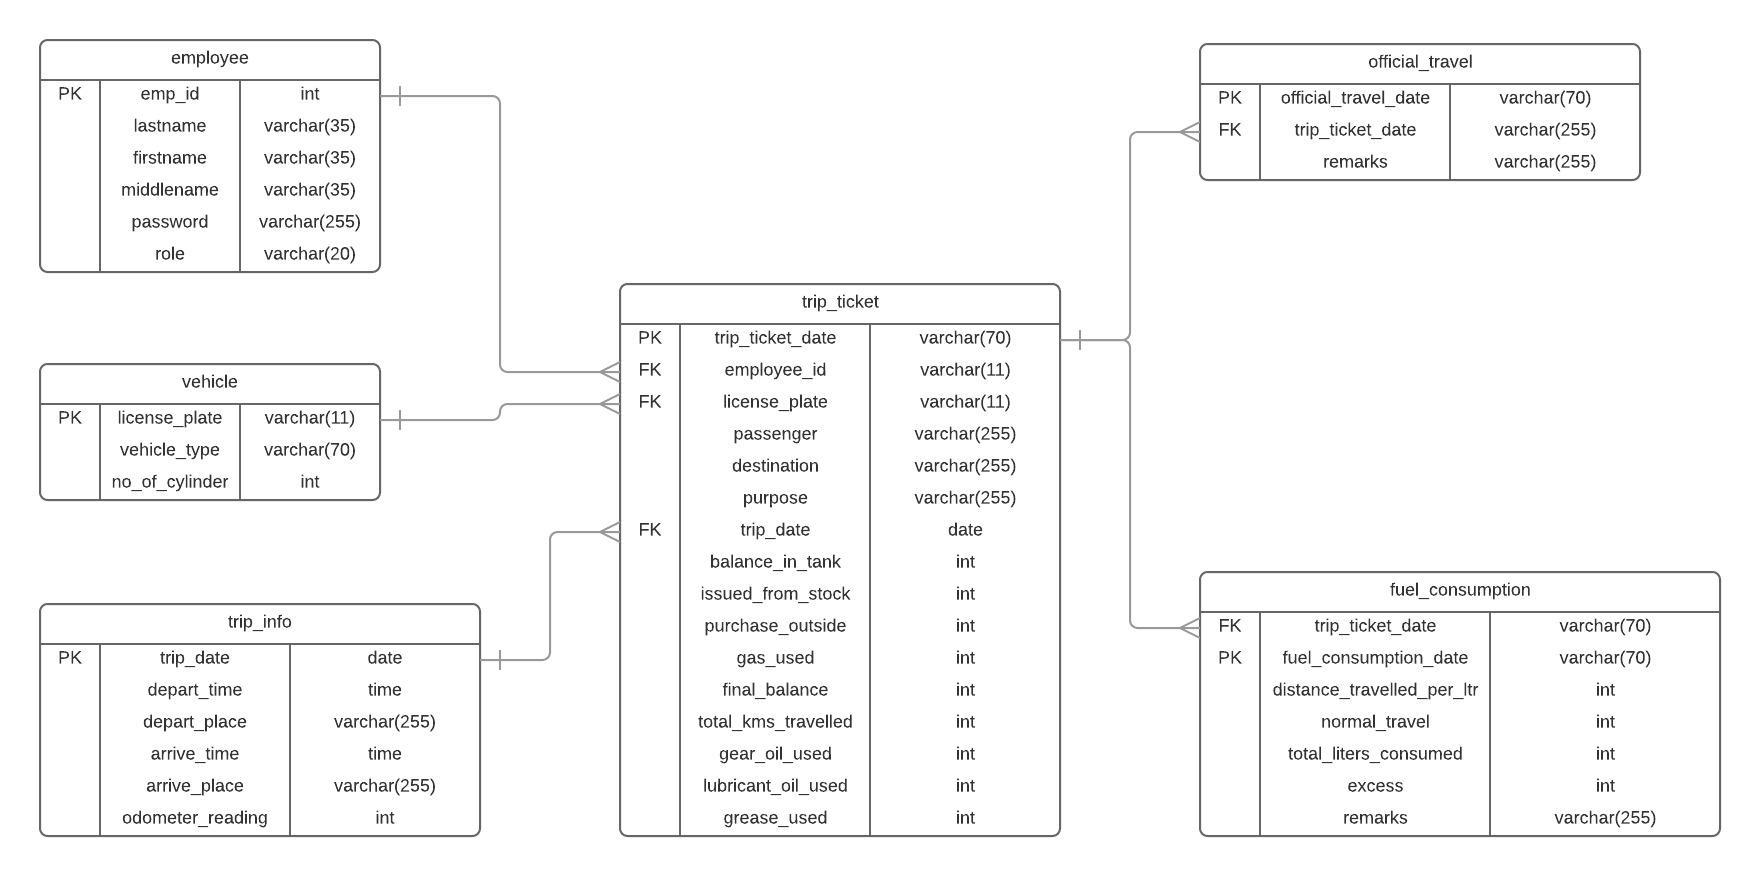 employee
PK emp_id int
lastname varchar(35)
firstname varchar(35)
middlename varchar(35)
password varchar(255)
role varchar(20)
vehicle
PK license_plate varchar(11)
vehicle_type varchar(70)
no_of_cylinder int
trip_info
PK trip_date date
depart_time time
depart_place varchar(255)
arrive_time time
arrive_place varchar(255)
odometer_reading int
trip_ticket
PK trip_ticket_date varchar(70)
FK employee_id varchar(11)
FK license_plate varchar(11)
passenger varchar(255)
destination varchar(255)
purpose varchar(255)
FK trip_date date
balance_in_tank int
issued_from_stock int
purchase_outside int
gas_used int
final_balance int
total_kms_travelled int
gear_oil_used int
lubricant_oil_used int
grease_used int
official_travel
PK official_travel_date varchar(70)
FK trip_ticket_date varchar(255)
remarks varchar(255)
fuel_consumption
FK trip_ticket_date varchar(70)
PK fuel_consumption_date varchar(70)
distance_travelled_per_ltr int
normal_travel int
total_liters_consumed int
excess int
remarks varchar(255)